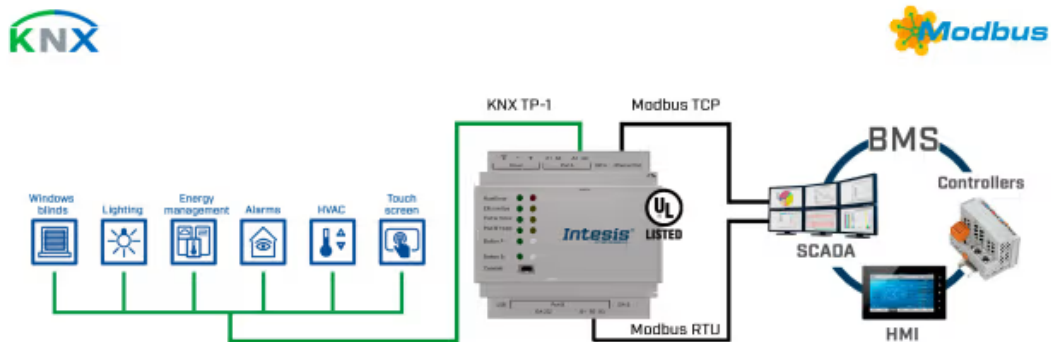 KNX
Modbus
KNX TP-1
Modbus TCP
BMS
Controllers
Windows
blinds
Lighting
Energy
management
Alarms
HVAC
Touch
screen
Intesis
UL
LISTED
SCADA
Modbus RTU
HMI